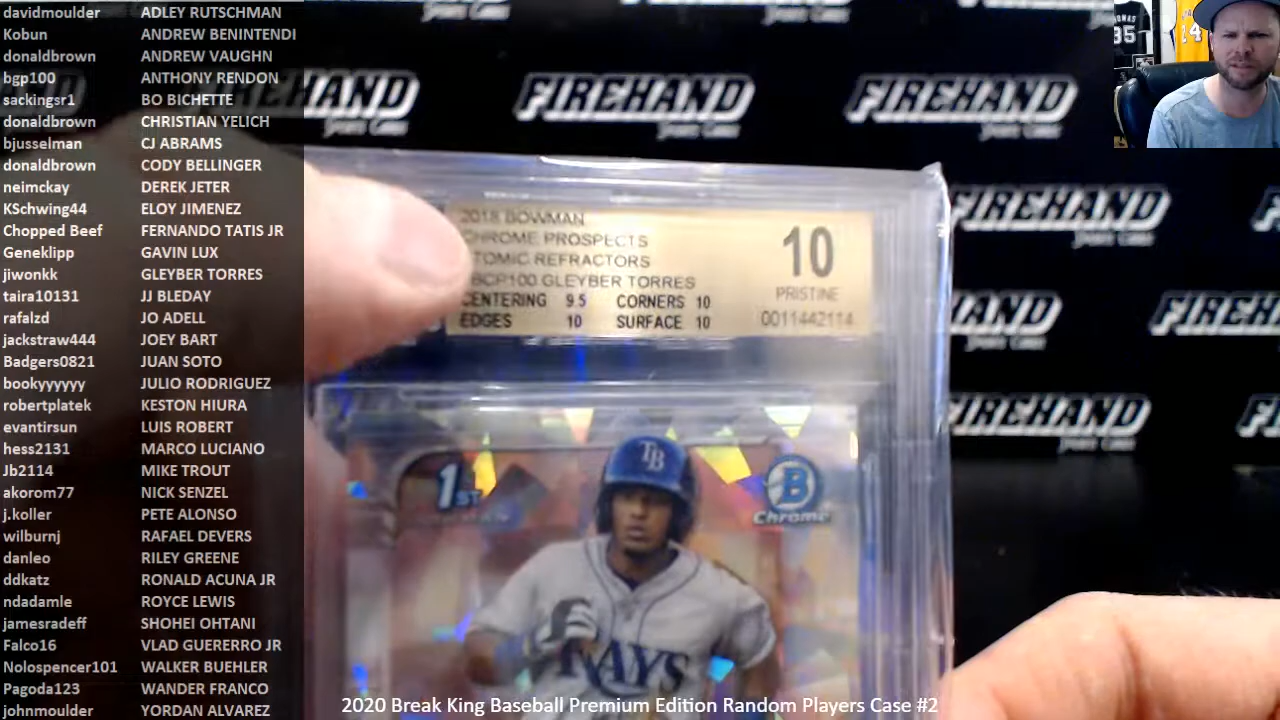 davidmoulder ADLEY RUTSCHMAN
Kobun ANDREW BENINTENDI
donaldbrown ANDREW VAUGHN
bgp100 ANTHONY RENDON
sackingsr1 BO BICHETTE
donaldbrown CHRISTIAN YELICH
bjusselman CJ ABRAMS
donaldbrown CODY BELLINGER
neimckay DEREK JETER
KSchwing44 ELOY JIMENEZ
Chopped Beef FERNANDO TATIS JR
Geneklipp GAVIN LUX
jiwonkk GLEYBER TORRES
taira10131 JJ BLEDAY
rafalzd JO ADELL
jackstraw444 JOEY BART
Badgers0821 JUAN SOTO
bookyyyyyy JULIO RODRIGUEZ
robertplatek KESTON HIURA
evantirsun LUIS ROBERT
hess2131 MARCO LUCIANO
Jb2114 MIKE TROUT
akorom77 NICK SENZEL
j.koller PETE ALONSO
wilburnj RAFAEL DEVERS
danleo RILEY GREENE
ddkatz RONALD ACUNA JR
ndadamle ROYCE LEWIS
jamesradeff SHOHEI OHTANI
Falco16 VLAD GUERERRO JR
Nolospencer101 WALKER BUEHLER
Pagoda123 WANDER FRANCO
johnmoulder YORDAN ALVAREZ
FIREHAND FIREHAND
FIREHAND
FIREHAND
2018 BOWMAN
CHROME PROSPECTS
TOMIC REFRACTORS
BCP100 GLEYBER TORRES
CENTERING 9.5 CORNERS 10
EDGES 10 SURFACE 10
10
PRISTINE
0011442114
1ST
TB
B
Chrome
RAYS
35
2020 Break King Baseball Premium Edition Random Players Case #2